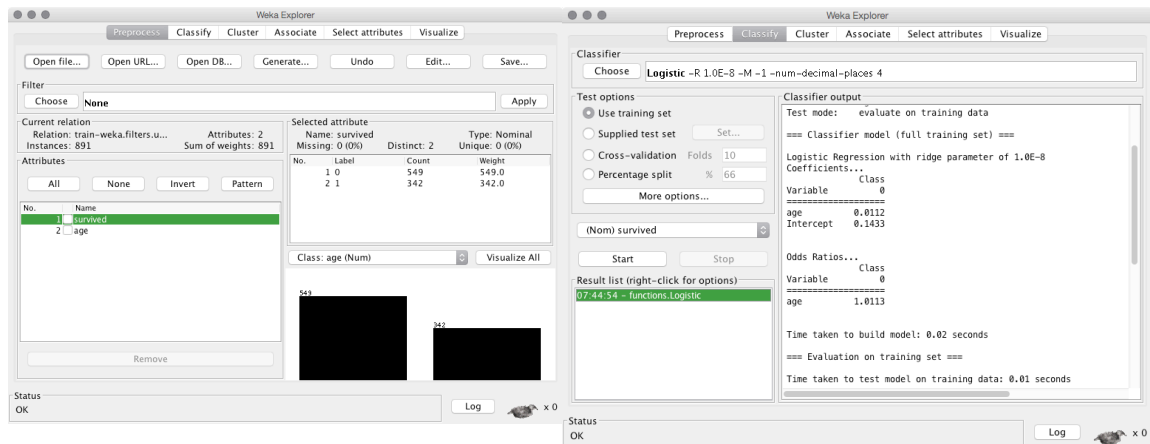 Weka Explorer
Preprocess Classify Cluster Associate Select attributes Visualize
Open file... Open URL... Open DB... Generate... Undo Edit... Save...
Filter
Choose None Apply
Current relation
Relation: train-weka.filters.u... Attributes: 2
Instances: 891 Sum of weights: 891
Attributes
All None Invert Pattern
No. Name
1 survived
2 age
Remove
Selected attribute
Name: survived Type: Nominal
Missing: 0 (0%) Distinct: 2 Unique: 0 (0%)
No. Label Count Weight
1 0 549 549.0
2 1 342 342.0
Class: age (Num) Visualize All
549
342
Status
OK
Log x 0
Weka Explorer
Preprocess Classify Cluster Associate Select attributes Visualize
Classifier
Choose Logistic -R 1.0E-8 -M -1 -num-decimal-places 4
Test options
Use training set
Supplied test set Set...
Cross-validation Folds 10
Percentage split % 66
More options...
(Nom) survived
Start Stop
Result list (right-click for options)
07:44:54 - functions.Logistic
Classifier output
Test mode: evaluate on training data
=== Classifier model (full training set) ===
Logistic Regression with ridge parameter of 1.0E-8
Coefficients...
Class
Variable 0
====================
age 0.0112
Intercept 0.1433
Odds Ratios...
Class
Variable 0
====================
age 1.0113
Time taken to build model: 0.02 seconds
=== Evaluation on training set ===
Time taken to test model on training data: 0.01 seconds
Status
OK
Log x 0